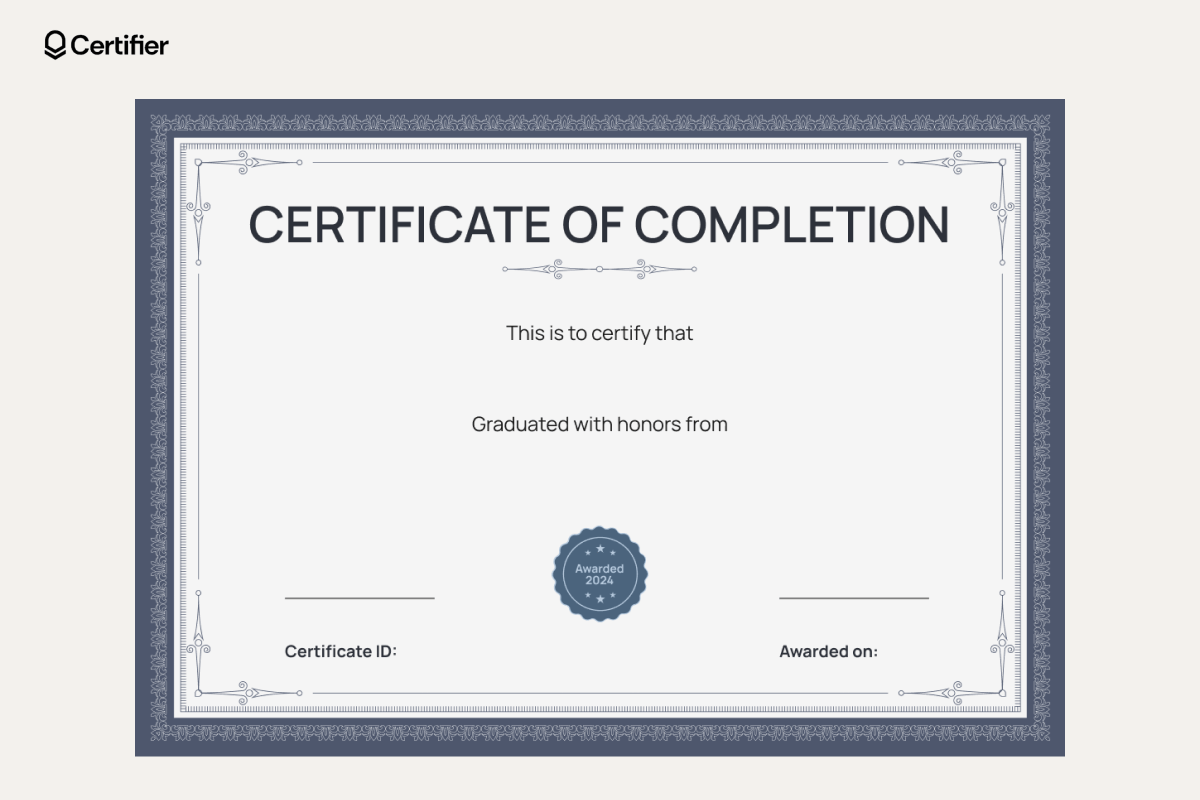 Certifier
CERTIFICATE OF COMPLETION
This is to certify that
Graduated with honors from
Awarded
2024
Certificate ID:
Awarded on: